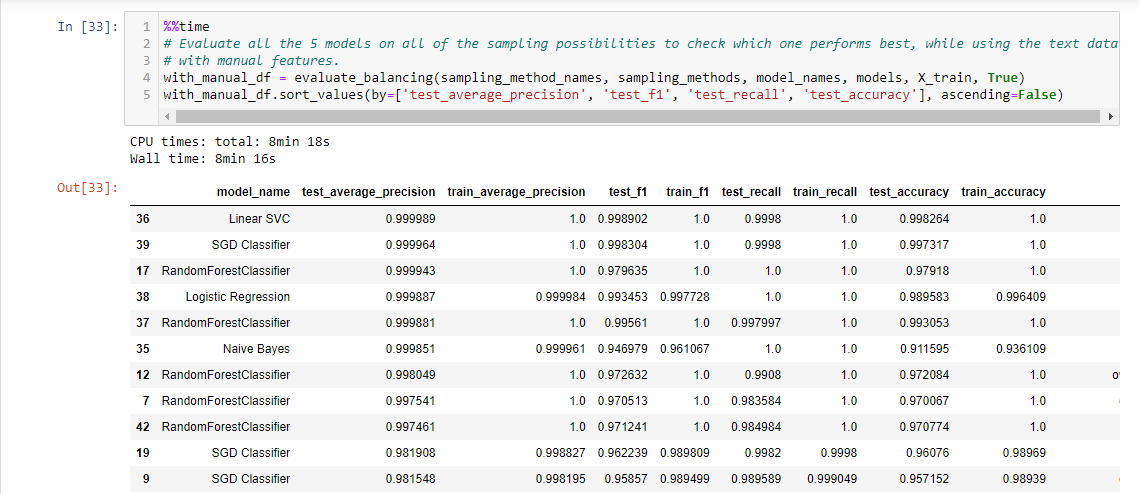 In [33]:
1 %%time
2 # Evaluate all the 5 models on all of the sampling possibilities to check which one performs best, while using the text data
3 # with manual features.
4 with_manual_df = evaluate_balancing(sampling_method_names, sampling_methods, model_names, models, X_train, True)
5 with_manual_df.sort_values(by=['test_average_precision', 'test_f1', 'test_recall', 'test_accuracy'], ascending=False)
CPU times: total: 8min 18s
Wall time: 8min 16s
Out[33]:
model_name test_average_precision train_average_precision test_f1 train_f1 test_recall train_recall test_accuracy train_accuracy
36 Linear SVC 0.999989 1.0 0.998902 1.0 0.9998 1.0 0.998264 1.0
39 SGD Classifier 0.999964 1.0 0.998304 1.0 0.9998 1.0 0.997317 1.0
17 RandomForestClassifier 0.999943 1.0 0.979635 1.0 1.0 1.0 0.97918 1.0
38 Logistic Regression 0.999887 0.999984 0.993453 0.997728 1.0 1.0 0.989583 0.996409
37 RandomForestClassifier 0.999881 1.0 0.99561 1.0 0.997997 1.0 0.993053 1.0
35 Naive Bayes 0.999851 0.999961 0.946979 0.961067 1.0 1.0 0.911595 0.936109
12 RandomForestClassifier 0.998049 1.0 0.972632 1.0 0.9908 1.0 0.972084 1.0
7 RandomForestClassifier 0.997541 1.0 0.970513 1.0 0.983584 1.0 0.970067 1.0
42 RandomForestClassifier 0.997461 1.0 0.971241 1.0 0.984984 1.0 0.970774 1.0
19 SGD Classifier 0.981908 0.998827 0.962239 0.989809 0.9982 0.9998 0.96076 0.98969
9 SGD Classifier 0.981548 0.998195 0.95857 0.989499 0.989589 0.999049 0.957152 0.98939